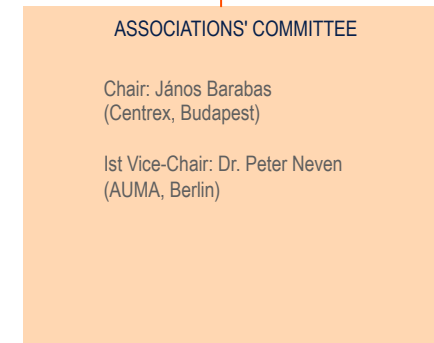 ASSOCIATIONS' COMMITTEE
Chair: János Barabas
(Centrex, Budapest)
Ist Vice-Chair: Dr. Peter Neven
(AUMA, Berlin)